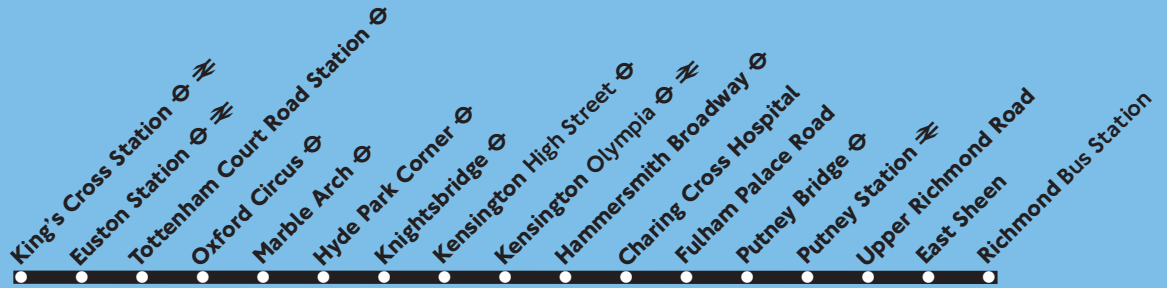 King's Cross Station
Euston Station
Tottenham Court Road Station
Oxford Circus
Marble Arch
Hyde Park Corner
Knightsbridge
Kensington High Street
Kensington Olympia
Hammersmith Broadway
Charing Cross Hospital
Fulham Palace Road
Putney Bridge
Putney Station
Upper Richmond Road
East Sheen
Richmond Bus Station